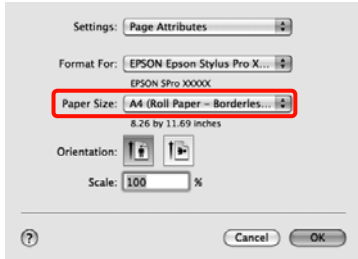 Settings: Page Attributes
Format For: EPSON Epson Stylus Pro X...
EPSON SPro XXXXX
Paper Size: A4 (Roll Paper - Borderles...
8.26 by 11.69 inches
Orientation:
Scale: 100 %
? Cancel OK